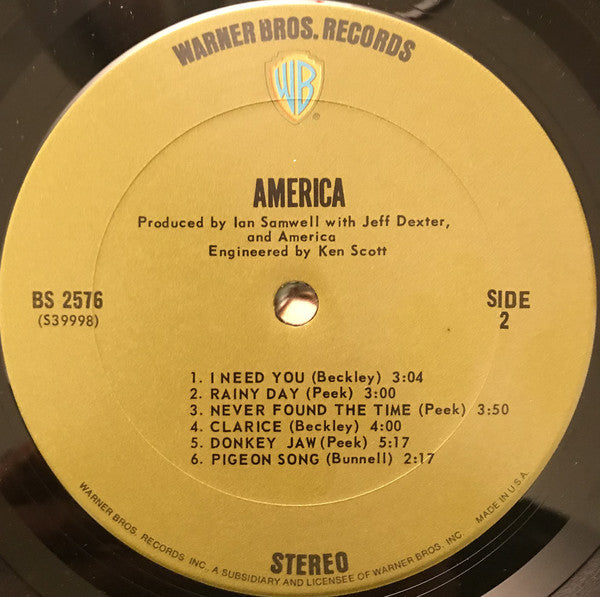 WARNER BROS. RECORDS
WB
®
AMERICA
Produced by Ian Samwell with Jeff Dexter,
and America
Engineered by Ken Scott
BS 2576
(S39998)
SIDE
2
1. I NEED YOU (Beckley) 3:04
2. RAINY DAY (Peek) 3:00
3. NEVER FOUND THE TIME (Peek) 3:50
4. CLARICE (Beckley) 4:00
5. DONKEY JAW (Peek) 5:17
6. PIGEON SONG (Bunnell) 2:17
STEREO
WARNER BROS. RECORDS INC., A SUBSIDIARY AND LICENSEE OF WARNER BROS. INC. MADE IN U.S.A.